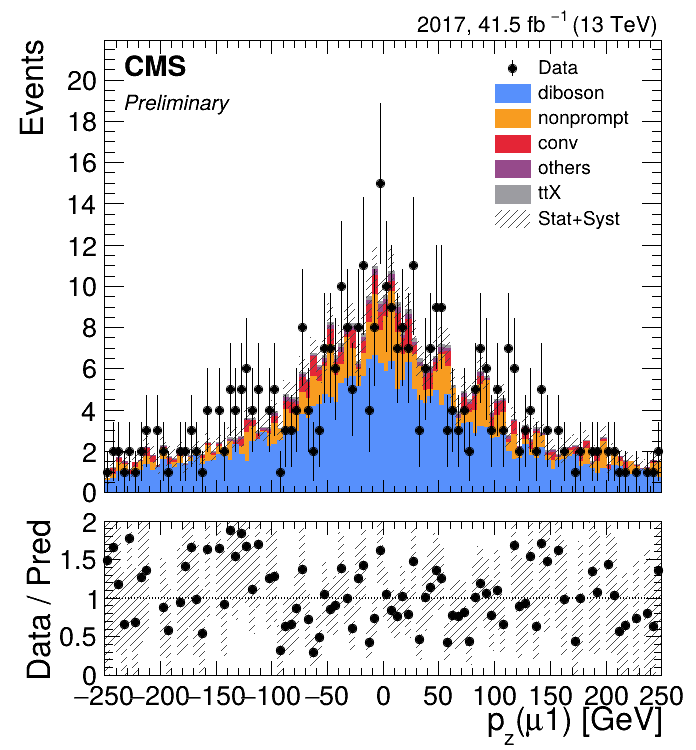 2017, 41.5 fb⁻¹ (13 TeV)
CMS
Preliminary
Events
20
18
16
14
12
10
8
6
4
2
0
Data
diboson
nonprompt
conv
others
ttX
Stat+Syst
Data / Pred
2
1.5
1
0.5
0
−250 −200 −150 −100 −50 0 50 100 150 200 250
p_z(μ1) [GeV]